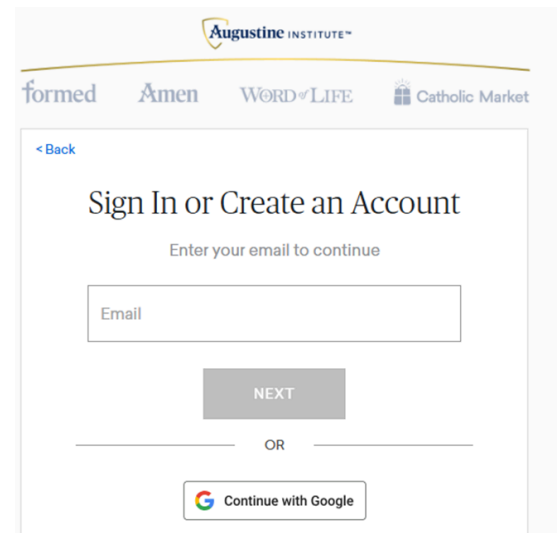 Augustine INSTITUTE™
formed Amen WORD of LIFE Catholic Market
< Back
Sign In or Create an Account
Enter your email to continue
Email
NEXT
OR
Continue with Google